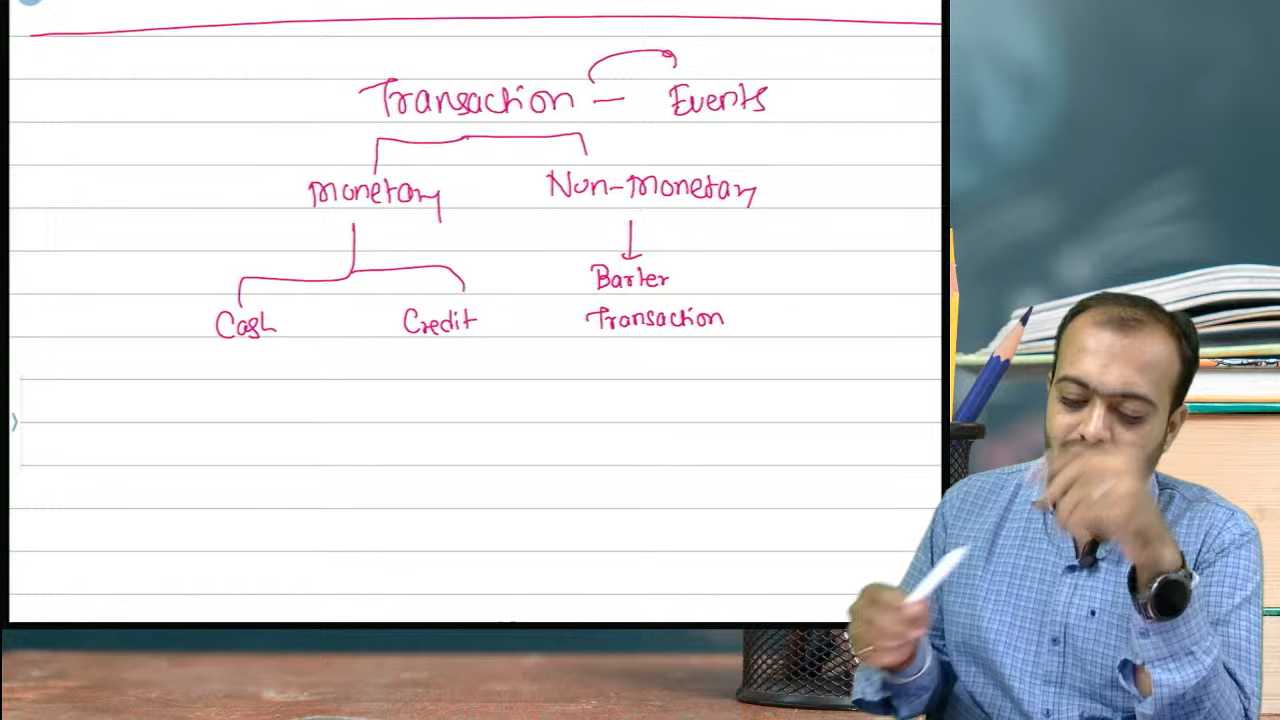 Transaction – Events
Monetary Non-Monetary
Barter
Cash Credit Transaction